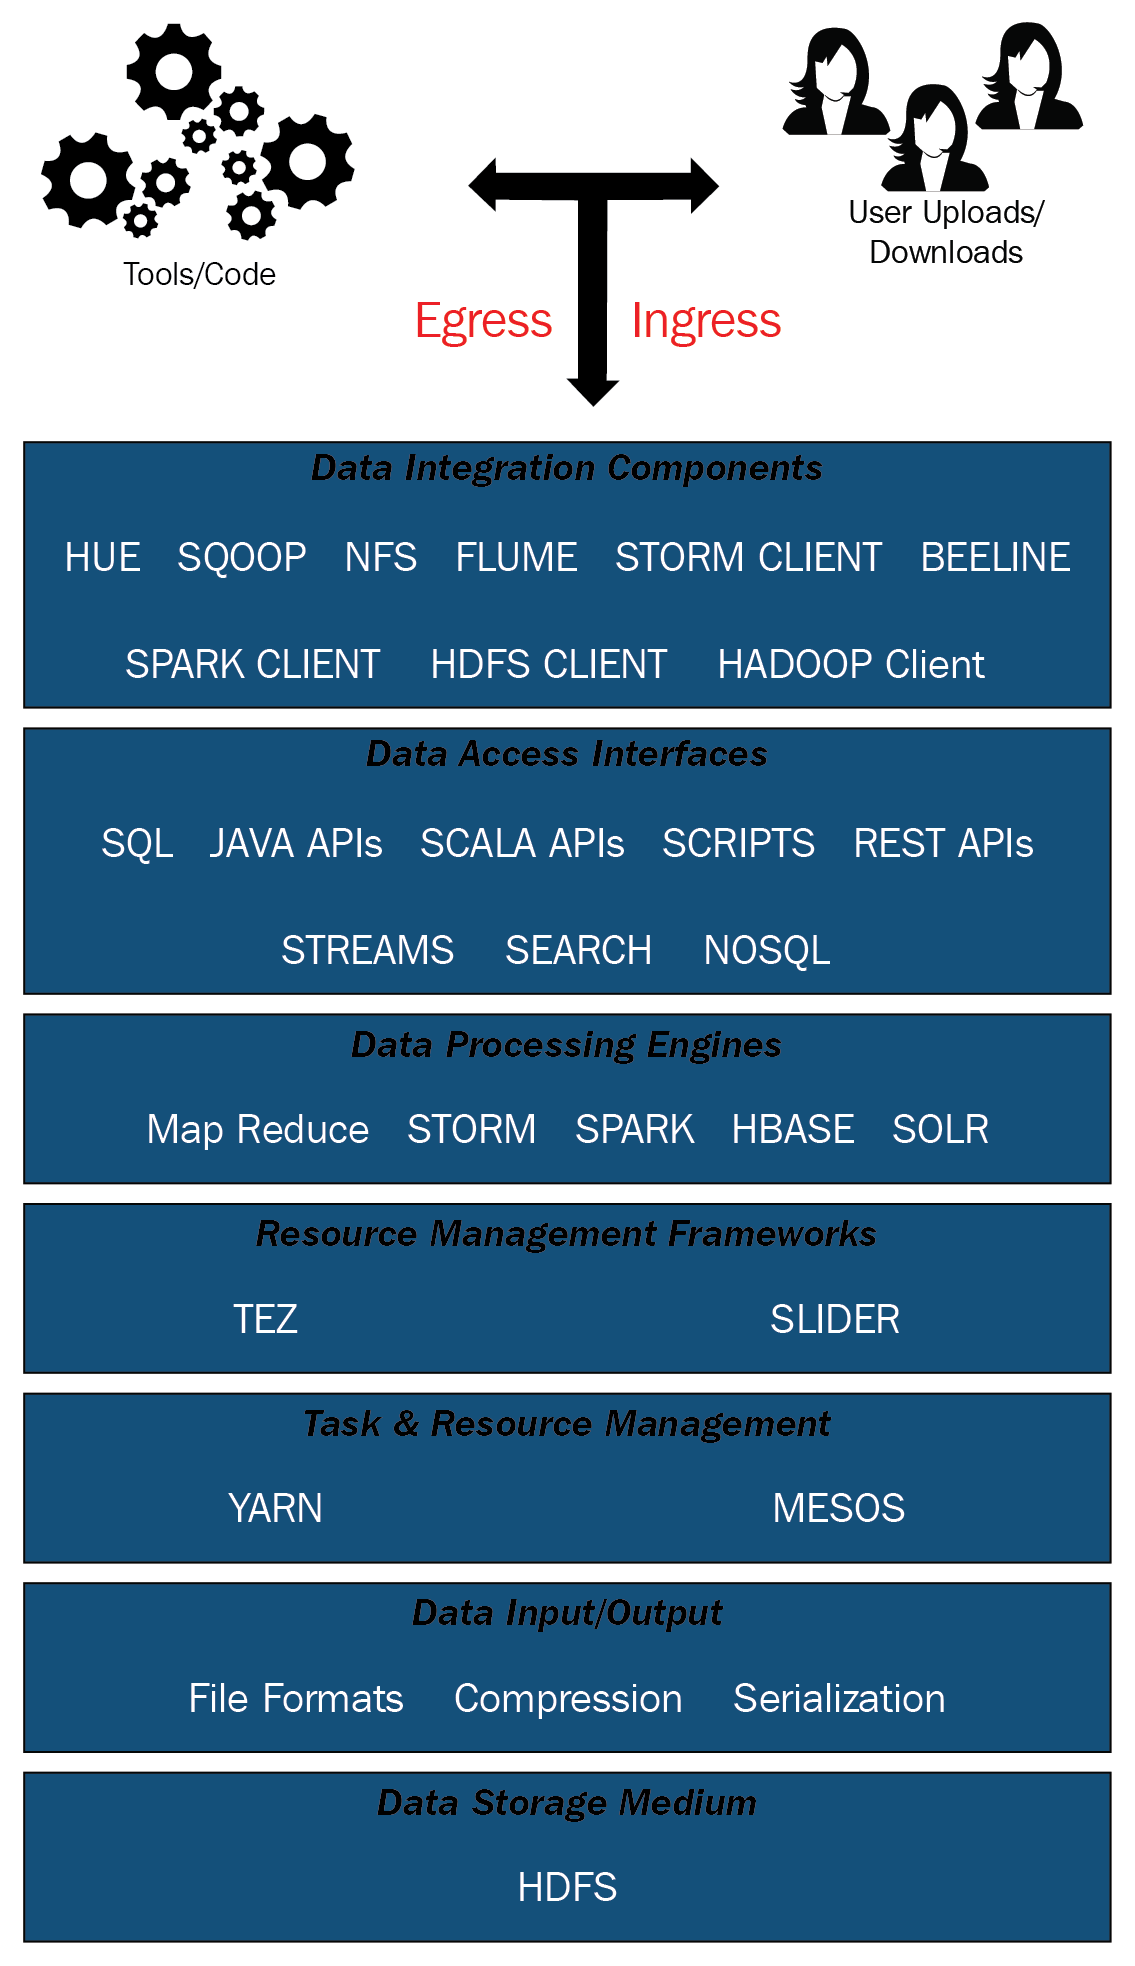 User Uploads/
Downloads
Tools/Code
Egress Ingress
Data Integration Components
HUE SQOOP NFS FLUME STORM CLIENT BEELINE
SPARK CLIENT HDFS CLIENT HADOOP Client
Data Access Interfaces
SQL JAVA APIs SCALA APIs SCRIPTS REST APIs
STREAMS SEARCH NOSQL
Data Processing Engines
Map Reduce STORM SPARK HBASE SOLR
Resource Management Frameworks
TEZ SLIDER
Task & Resource Management
YARN MESOS
Data Input/Output
File Formats Compression Serialization
Data Storage Medium
HDFS